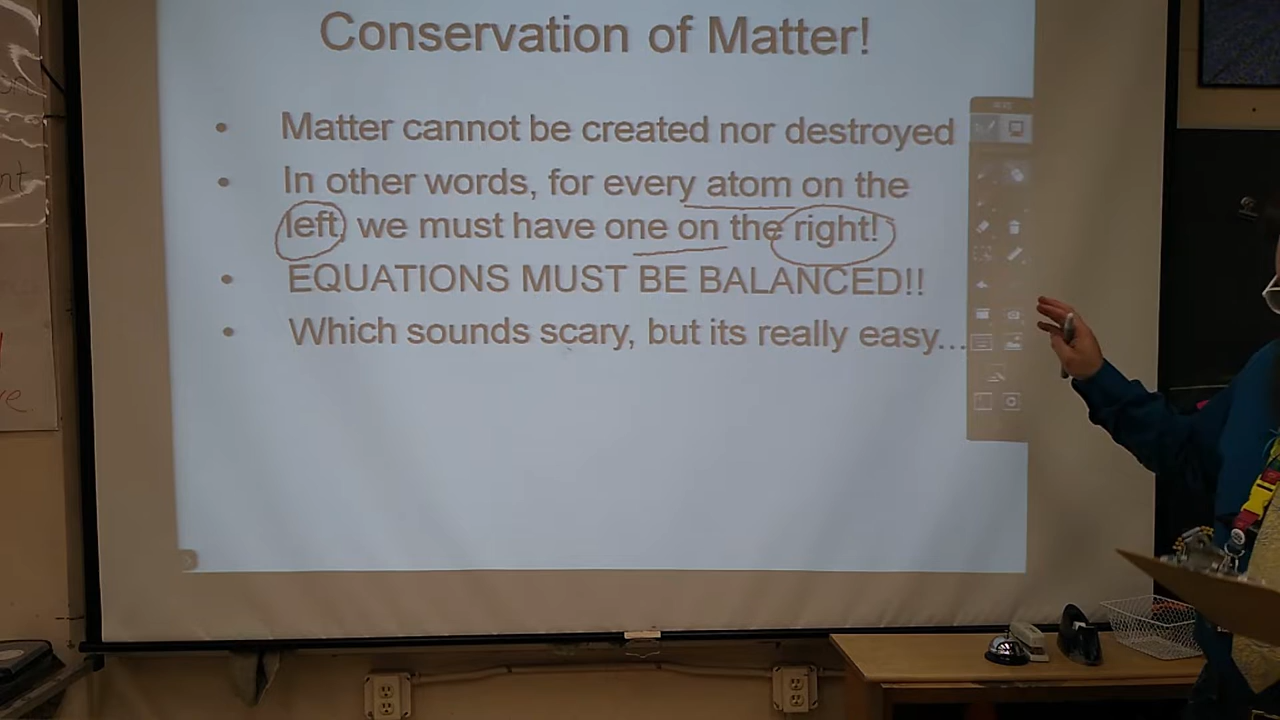 Conservation of Matter!
• Matter cannot be created nor destroyed
• In other words, for every atom on the
left, we must have one on the right!
• EQUATIONS MUST BE BALANCED!!
• Which sounds scary, but its really easy...